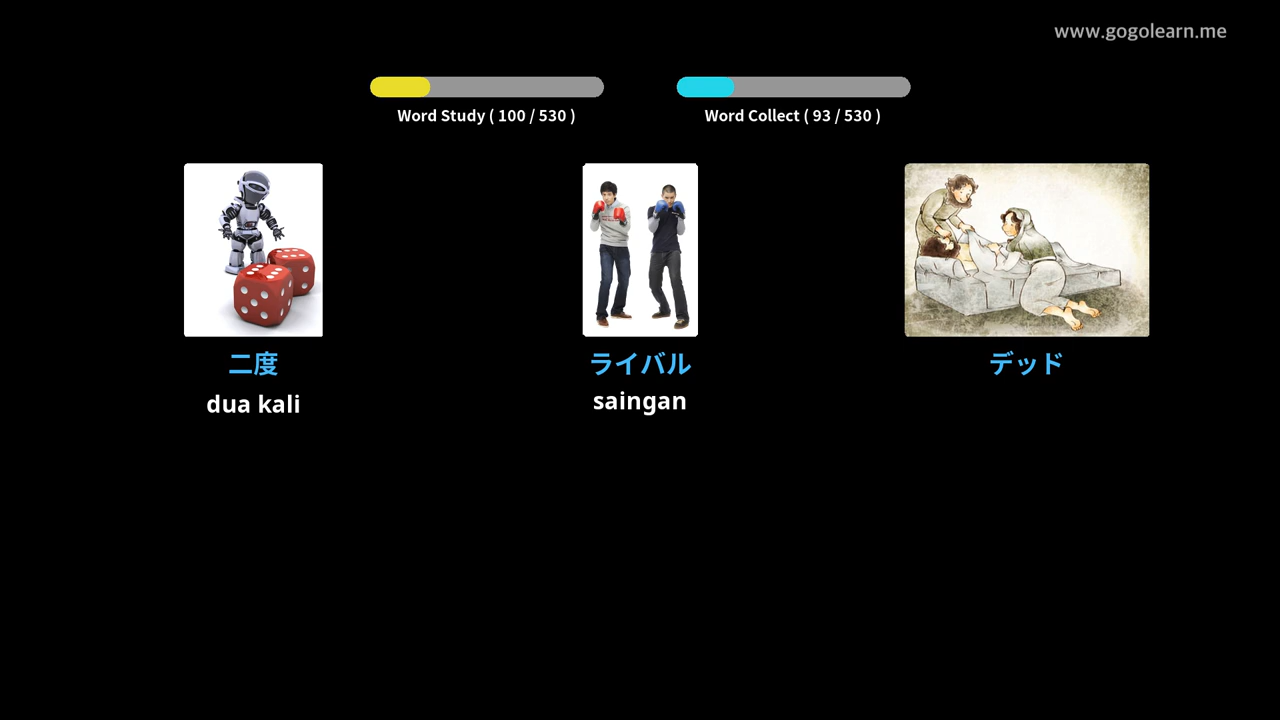 www.gogolearn.me
Word Study ( 100 / 530 )
Word Collect ( 93 / 530 )
二度
ライバル
デッド
dua kali
saingan